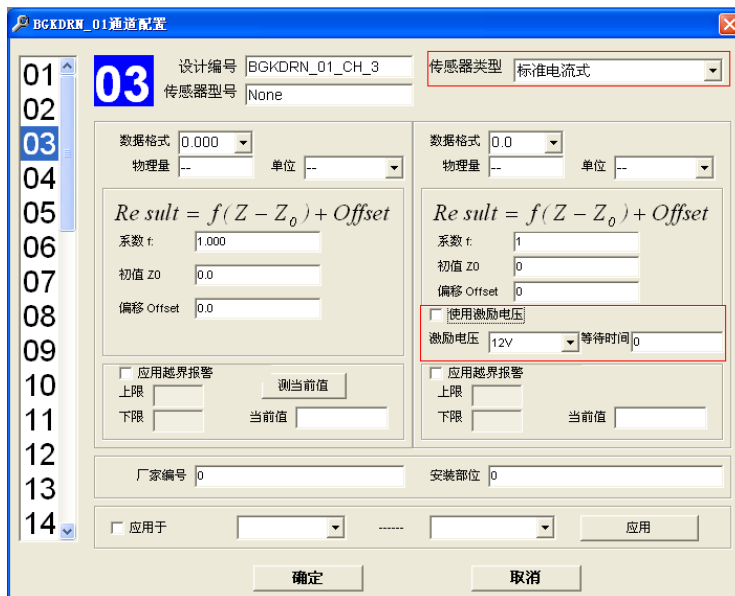 BGKDRN_01通道配置
01
02
03
04
05
06
07
08
09
10
11
12
13
14
03
设计编号 BGKDRN_01_CH_3
传感器型号 None
传感器类型 标准电流式
数据格式 0.000
物理量 -- 单位 --
Re sult = f(Z − Z0) + Offset
系数 f: 1.000
初值 Z0 0.0
偏移 Offset 0.0
应用越界报警
上限
测当前值
下限 当前值
数据格式 0.0
物理量 -- 单位 --
Re sult = f(Z − Z0) + Offset
系数 f: 1
初值 Z0 0
偏移 Offset 0
使用激励电压
激励电压 12V 等待时间 0
应用越界报警
上限
下限 当前值
厂家编号 0 安装部位 0
应用于 ------ 应用
确定 取消